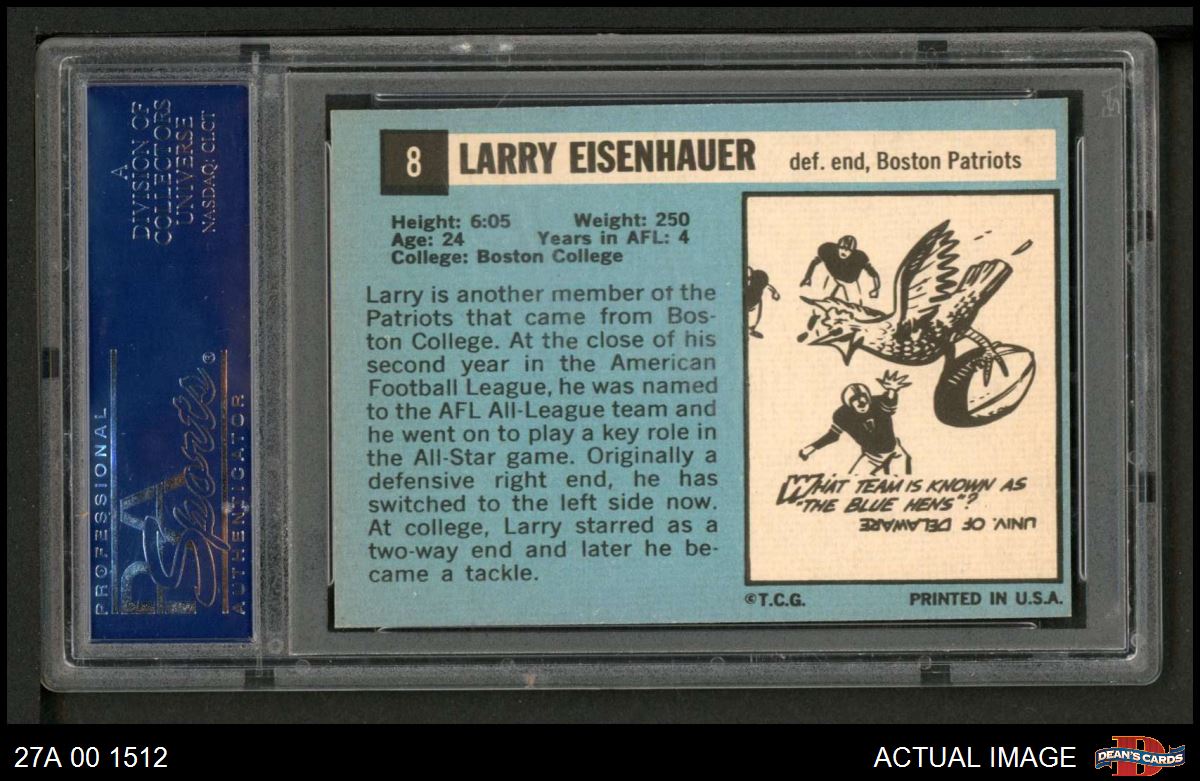 A
DIVISION OF
COLLECTORS
UNIVERSE
NASDAQ: CLCT
PROFESSIONAL
PSA
Sports®
AUTHENTICATOR
8
LARRY EISENHAUER
def. end, Boston Patriots
Height: 6:05 Weight: 250
Age: 24 Years in AFL: 4
College: Boston College
Larry is another member of the
Patriots that came from Bos-
ton College. At the close of his
second year in the American
Football League, he was named
to the AFL All-League team and
he went on to play a key role in
the All-Star game. Originally a
defensive right end, he has
switched to the left side now.
At college, Larry starred as a
two-way end and later he be-
came a tackle.
WHAT TEAM IS KNOWN AS
"THE BLUE HENS"?
UNIV. OF DELAWARE
©T.C.G.
PRINTED IN U.S.A.
27A 00 1512
ACTUAL IMAGE
D
DEAN'S CARDS